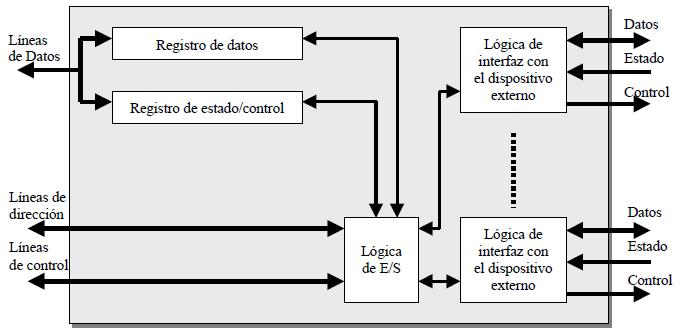 Líneas
de Datos
Registro de datos
Registro de estado/control
Líneas de
dirección
Líneas
de control
Lógica
de E/S
Lógica de
interfaz con
el dispositivo
externo
Datos
Estado
Control
Lógica de
interfaz con
el dispositivo
externo
Datos
Estado
Control